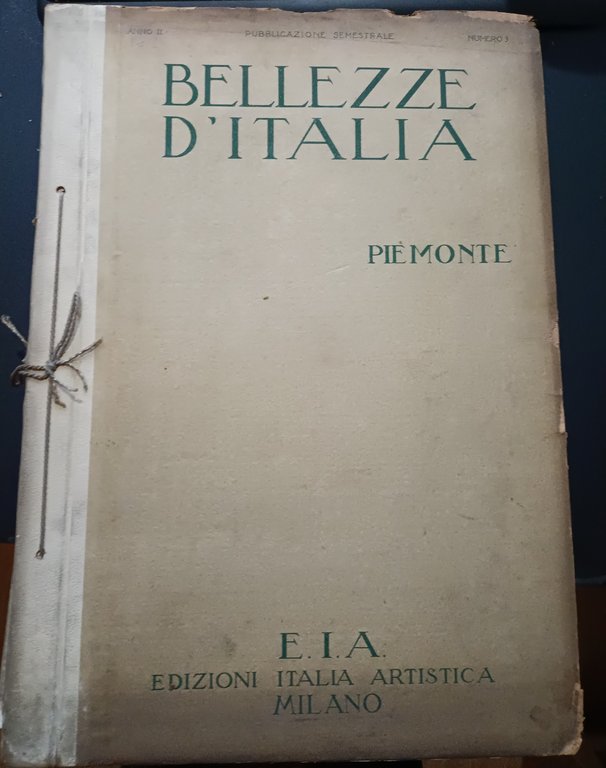 ANNO II. PUBBLICAZIONE SEMESTRALE NUMERO 3
BELLEZZE
D'ITALIA
PIEMONTE
E.I.A.
EDIZIONI ITALIA ARTISTICA
MILANO